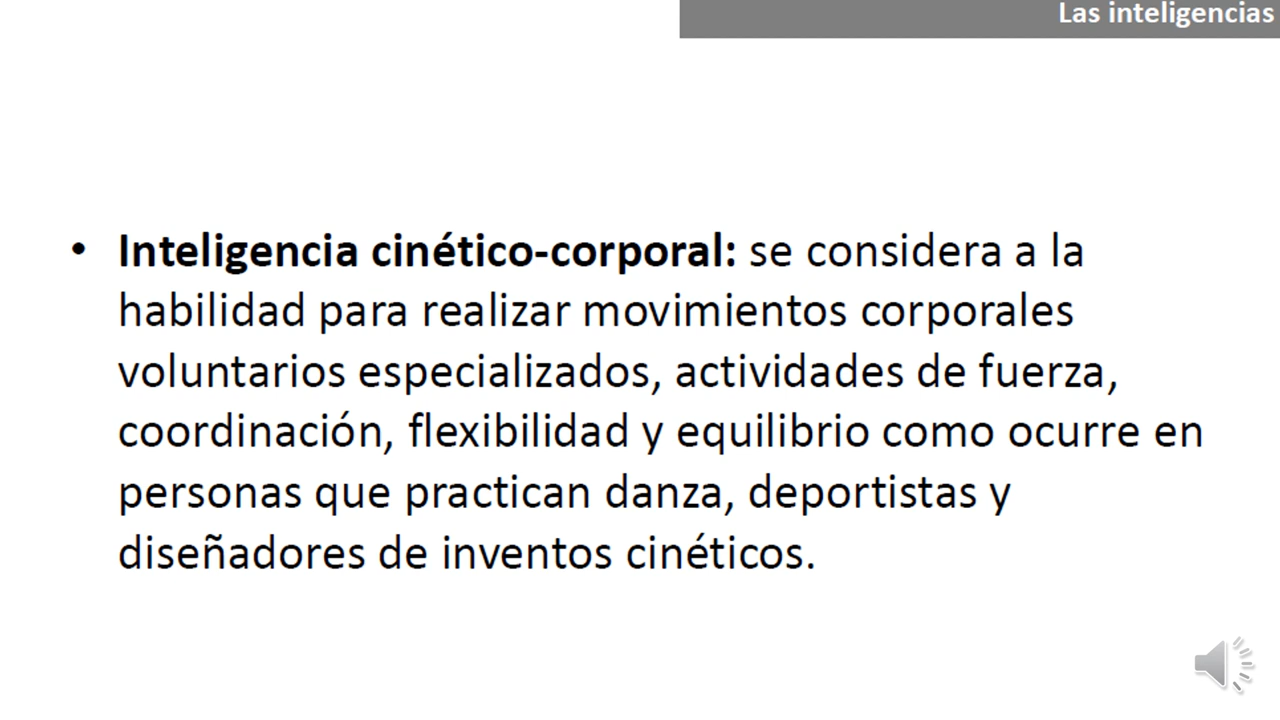 Las inteligencias
• Inteligencia cinético-corporal: se considera a la
habilidad para realizar movimientos corporales
voluntarios especializados, actividades de fuerza,
coordinación, flexibilidad y equilibrio como ocurre en
personas que practican danza, deportistas y
diseñadores de inventos cinéticos.